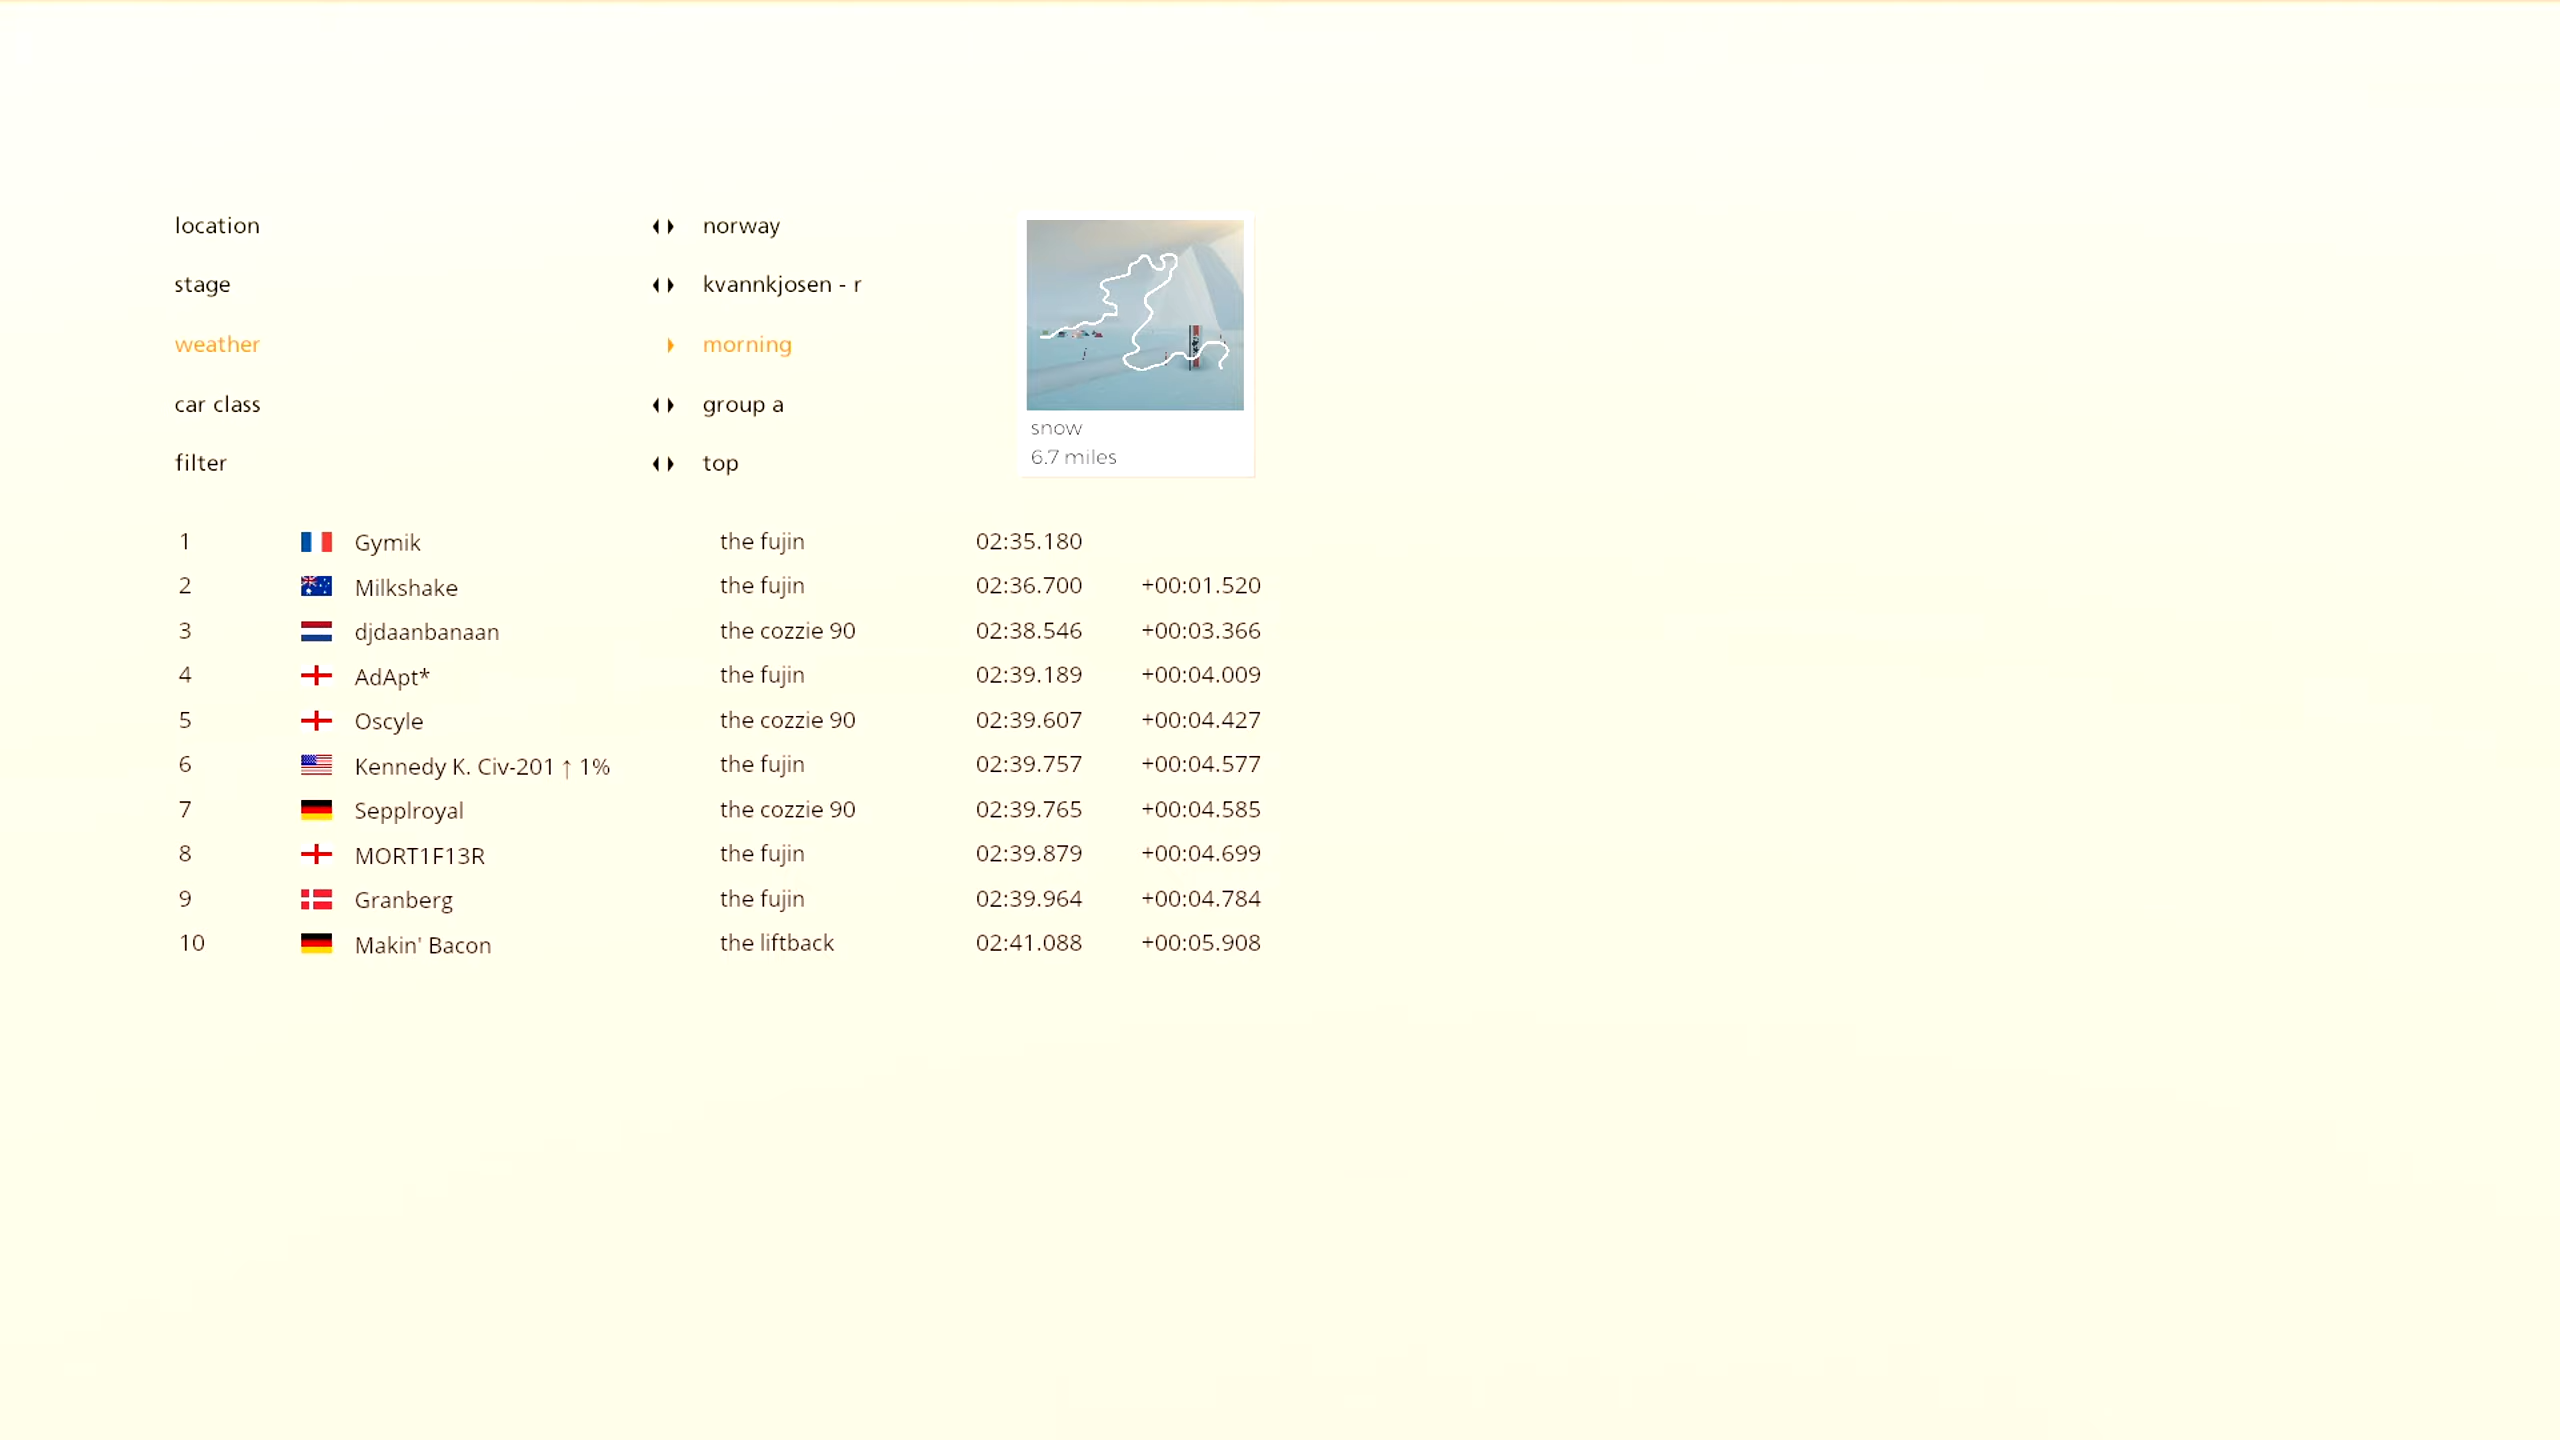 location norway
stage kvannkjosen - r
weather morning
car class group a
filter top
snow
6.7 miles
1 Gymik the fujin 02:35.180
2 Milkshake the fujin 02:36.700 +00:01.520
3 djdaanbanaan the cozzie 90 02:38.546 +00:03.366
4 AdApt* the fujin 02:39.189 +00:04.009
5 Oscyle the cozzie 90 02:39.607 +00:04.427
6 Kennedy K. Civ-201 ↑ 1% the fujin 02:39.757 +00:04.577
7 Sepplroyal the cozzie 90 02:39.765 +00:04.585
8 MORT1F13R the fujin 02:39.879 +00:04.699
9 Granberg the fujin 02:39.964 +00:04.784
10 Makin' Bacon the liftback 02:41.088 +00:05.908